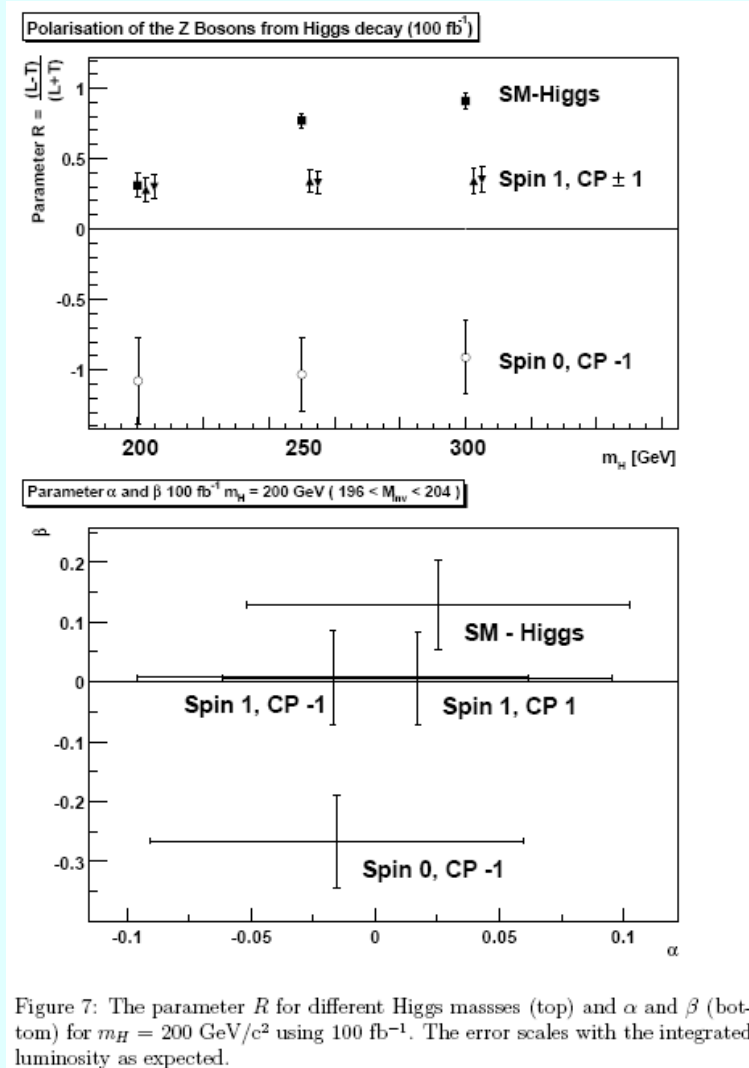 Polarisation of the Z Bosons from Higgs decay (100 fb⁻¹)
Parameter R = (L-T) / (L+T)
1
0.5
0
-0.5
-1
SM-Higgs
Spin 1, CP ± 1
Spin 0, CP -1
200 250 300
m_H [GeV]
Parameter α and β 100 fb⁻¹ m_H = 200 GeV ( 196 < M_inv < 204 )
β
0.2
0.1
0
-0.1
-0.2
-0.3
SM - Higgs
Spin 1, CP -1 Spin 1, CP 1
Spin 0, CP -1
-0.1 -0.05 0 0.05 0.1
α
Figure 7: The parameter R for different Higgs massses (top) and α and β (bot-
tom) for m_H = 200 GeV/c² using 100 fb⁻¹. The error scales with the integrated
luminosity as expected.